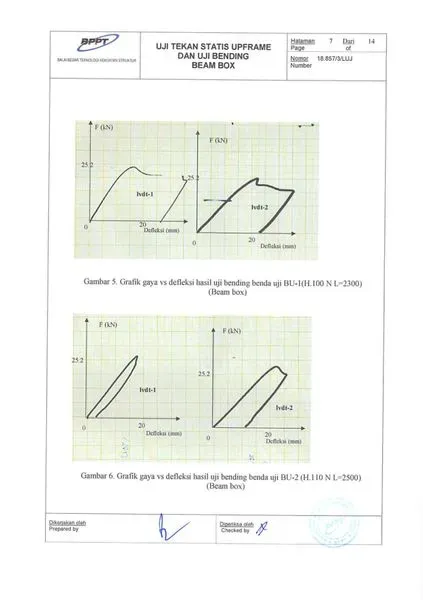 BPPT
BALAI BESAR TEKNOLOGI KEKUATAN STRUKTUR
UJI TEKAN STATIS UPFRAME
DAN UJI BENDING
BEAM BOX
Halaman 7 Dari 14
Page of
Nomor 18.857/3/LUJ
Number
F (kN)
25.2
lvdt-1
0
20
Defleksi (mm)
F (kN)
25.2
lvdt-2
0
20
Defleksi (mm)
Gambar 5. Grafik gaya vs defleksi hasil uji bending benda uji BU-1(H.100 N L=2300)
(Beam box)
F (kN)
25.2
lvdt-1
0
20
Defleksi (mm)
F (kN)
25.2
lvdt-2
0
20
Defleksi (mm)
Gambar 6. Grafik gaya vs defleksi hasil uji bending benda uji BU-2 (H.110 N L=2500)
(Beam box)
Dikerjakan oleh
Prepared by
Diperiksa oleh
Checked by